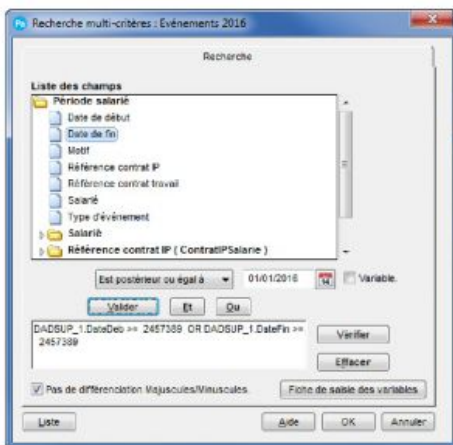 Recherche multi-critères : Evénements 2016
Recherche
Liste des champs
Période salarié
Date de début
Date de fin
Motif
Référence contrat IP
Référence contrat travail
Salarié
Type d'événement
Salarié
Référence contrat IP ( ContratIPSalarie )
Est postérieur ou égal à 01/01/2016 14 Variable.
Valider Et Ou
DADSUP_1.DateDeb >= 2457389 OR DADSUP_1.DateFin >=
2457389
Vérifier
Effacer
Pas de différenciation Majuscules/Minuscules. Fiche de saisie des variables
Liste Aide OK Annuler